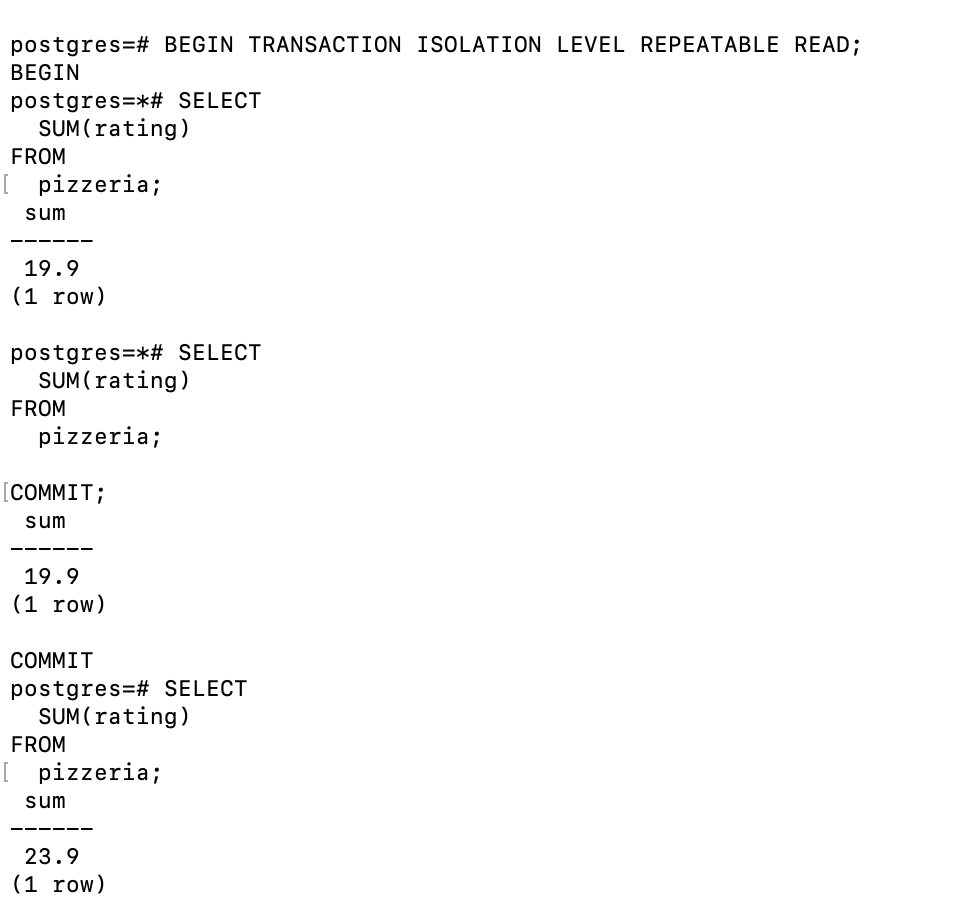 postgres=# BEGIN TRANSACTION ISOLATION LEVEL REPEATABLE READ;
BEGIN
postgres=*# SELECT
  SUM(rating)
FROM
[  pizzeria;
 sum
------
 19.9
(1 row)

postgres=*# SELECT
  SUM(rating)
FROM
  pizzeria;

[COMMIT;
 sum
------
 19.9
(1 row)

COMMIT
postgres=# SELECT
  SUM(rating)
FROM
[  pizzeria;
 sum
------
 23.9
(1 row)